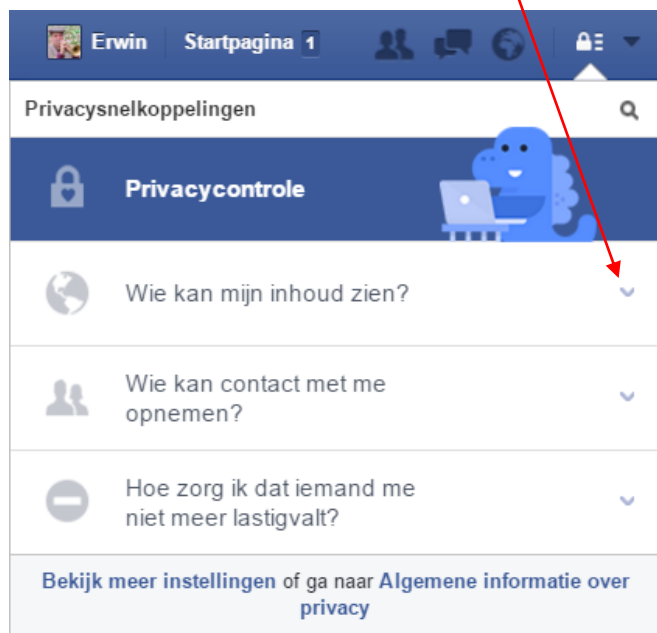 Erwin Startpagina 1
Privacysnelkoppelingen
Privacycontrole
Wie kan mijn inhoud zien?
Wie kan contact met me
opnemen?
Hoe zorg ik dat iemand me
niet meer lastigvalt?
Bekijk meer instellingen of ga naar Algemene informatie over
privacy